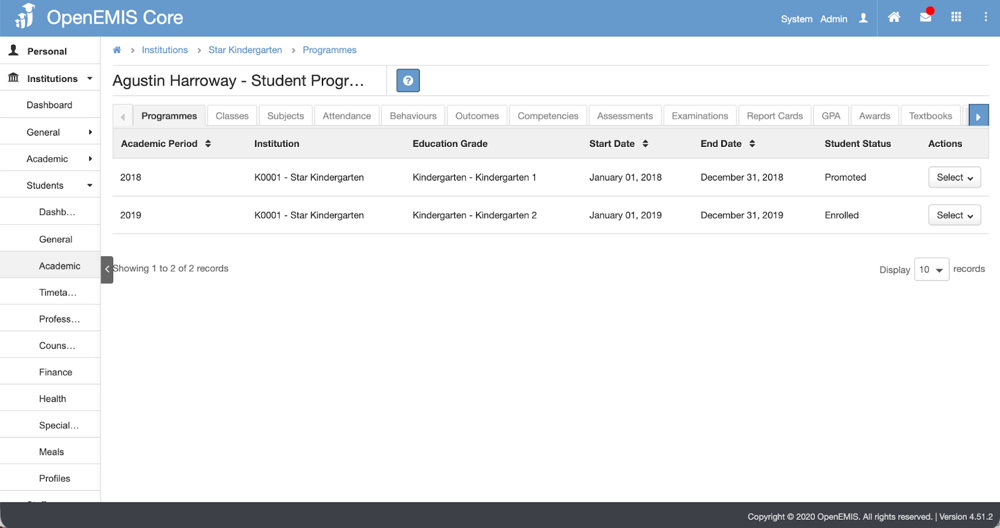 OpenEMIS Core
System Admin
Personal
Institutions
Dashboard
General
Academic
Students
Dashb...
General
Academic
Timeta...
Profess...
Couns...
Finance
Health
Special...
Meals
Profiles
Institutions > Star Kindergarten > Programmes
Agustin Harroway - Student Progr...
Programmes Classes Subjects Attendance Behaviours Outcomes Competencies Assessments Examinations Report Cards GPA Awards Textbooks
Academic Period Institution Education Grade Start Date End Date Student Status Actions
2018 K0001 - Star Kindergarten Kindergarten - Kindergarten 1 January 01, 2018 December 31, 2018 Promoted Select
2019 K0001 - Star Kindergarten Kindergarten - Kindergarten 2 January 01, 2019 December 31, 2019 Enrolled Select
Showing 1 to 2 of 2 records
Display 10 records
Copyright © 2020 OpenEMIS. All rights reserved. | Version 4.51.2